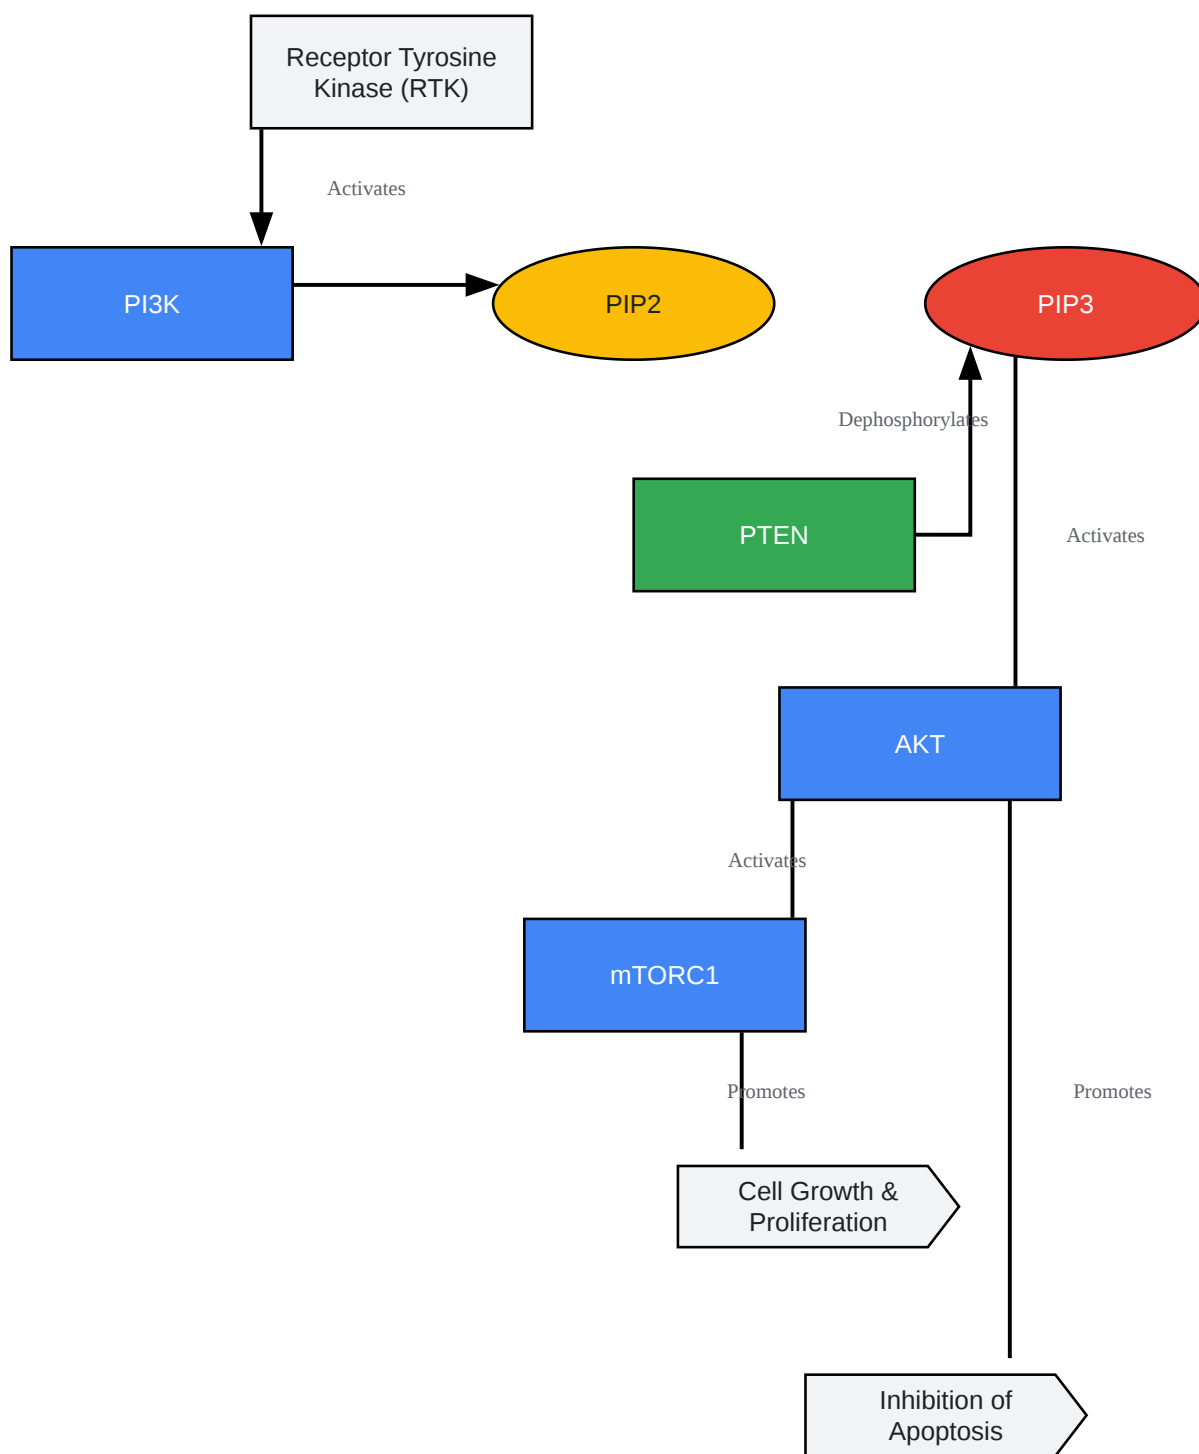 Receptor Tyrosine
Kinase (RTK)
Activates
PI3K
PIP2
PIP3
Dephosphorylates
PTEN
Activates
AKT
Activates
mTORC1
Promotes
Promotes
Cell Growth &
Proliferation
Inhibition of
Apoptosis